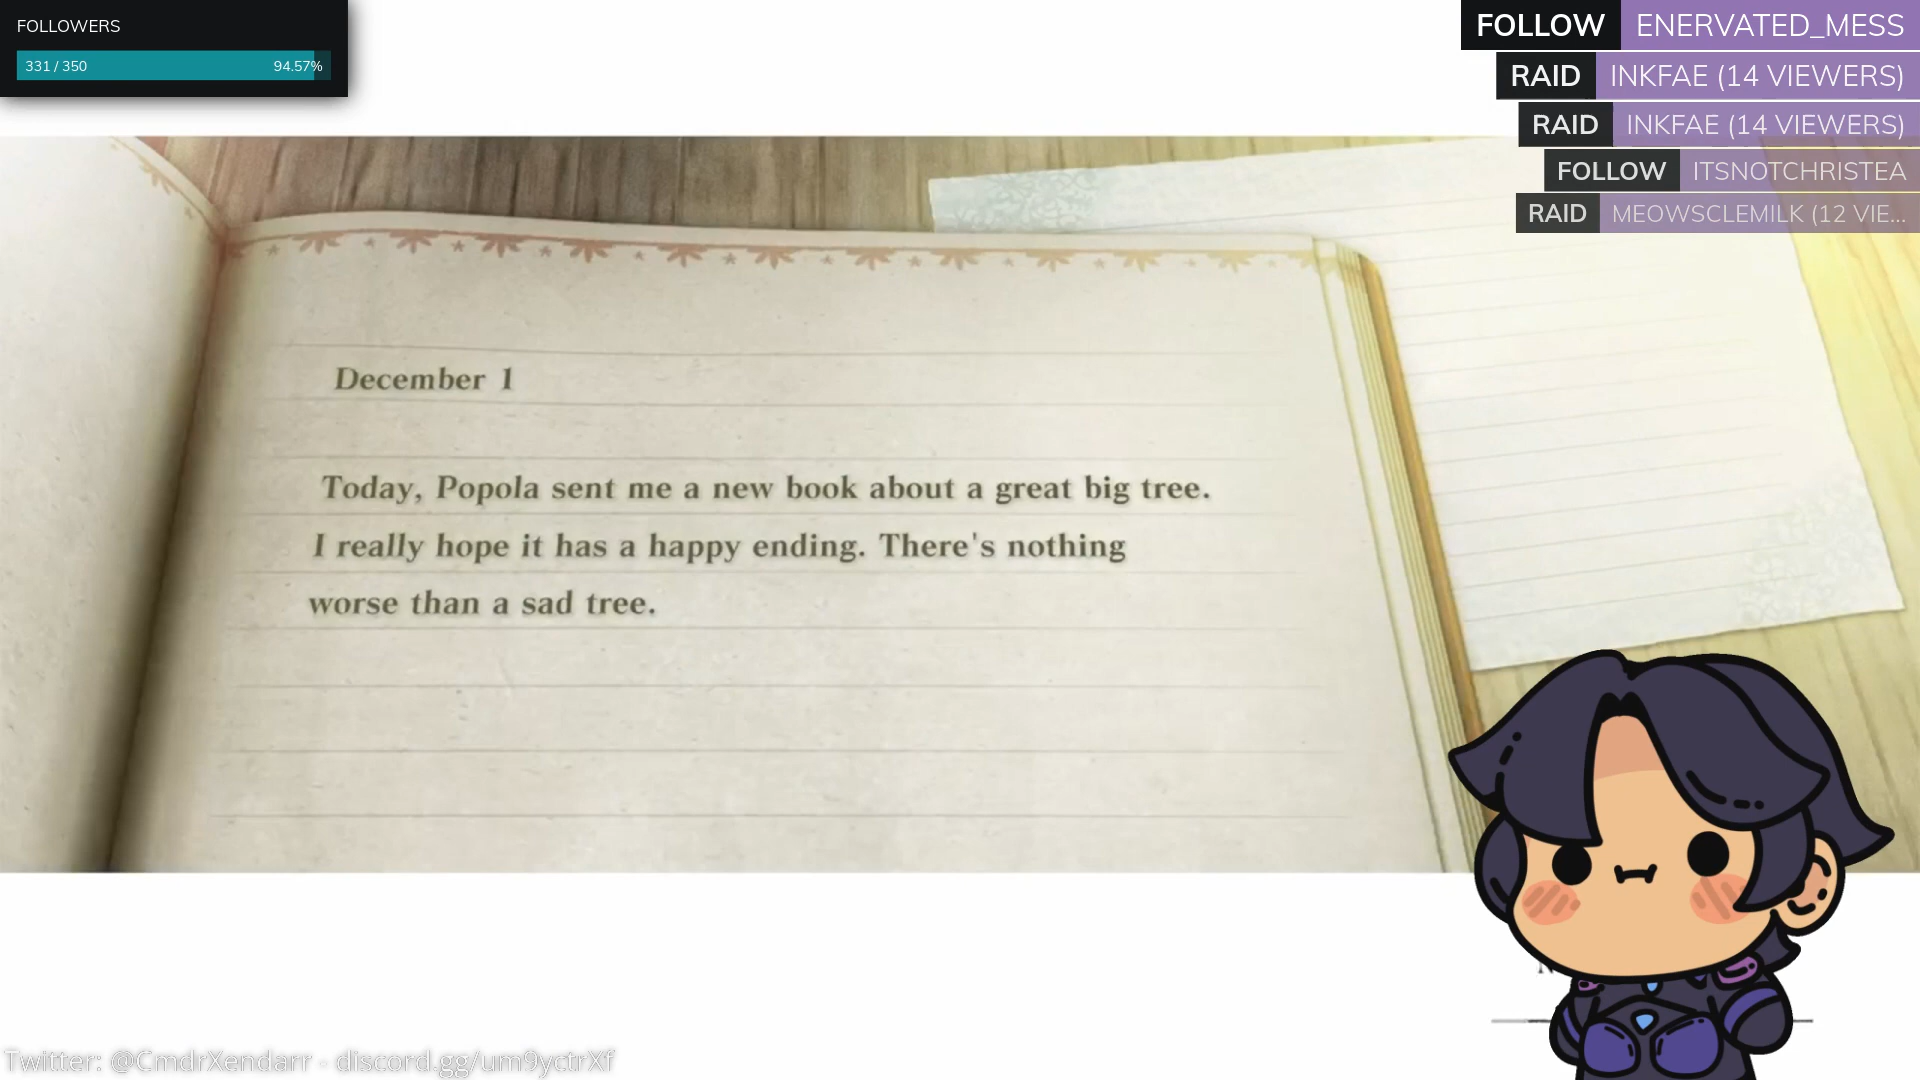 FOLLOWERS
331 / 350 94.57%
FOLLOW ENERVATED_MESS
RAID INKFAE (14 VIEWERS)
RAID INKFAE (14 VIEWERS)
FOLLOW ITSNOTCHRISTEA
RAID MEOWSCLEMILK (12 VIE...
December 1
Today, Popola sent me a new book about a great big tree.
I really hope it has a happy ending. There's nothing
worse than a sad tree.
Twitter: @CmdrXendarr - discord.gg/um9yctrXf